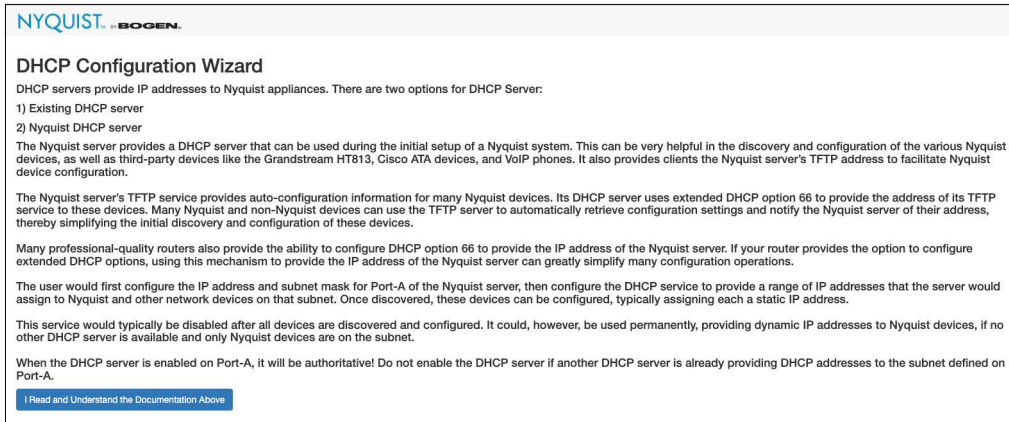 NYQUIST™ BY BOGEN®
DHCP Configuration Wizard
DHCP servers provide IP addresses to Nyquist appliances. There are two options for DHCP Server:
1) Existing DHCP server
2) Nyquist DHCP server
The Nyquist server provides a DHCP server that can be used during the initial setup of a Nyquist system. This can be very helpful in the discovery and configuration of the various Nyquist
devices, as well as third-party devices like the Grandstream HT813, Cisco ATA devices, and VoIP phones. It also provides clients the Nyquist server's TFTP address to facilitate Nyquist
device configuration.
The Nyquist server's TFTP service provides auto-configuration information for many Nyquist devices. Its DHCP server uses extended DHCP option 66 to provide the address of its TFTP
service to these devices. Many Nyquist and non-Nyquist devices can use the TFTP server to automatically retrieve configuration settings and notify the Nyquist server of their address,
thereby simplifying the initial discovery and configuration of these devices.
Many professional-quality routers also provide the ability to configure DHCP option 66 to provide the IP address of the Nyquist server. If your router provides the option to configure
extended DHCP options, using this mechanism to provide the IP address of the Nyquist server can greatly simplify many configuration operations.
The user would first configure the IP address and subnet mask for Port-A of the Nyquist server, then configure the DHCP service to provide a range of IP addresses that the server would
assign to Nyquist and other network devices on that subnet. Once discovered, these devices can be configured, typically assigning each a static IP address.
This service would typically be disabled after all devices are discovered and configured. It could, however, be used permanently, providing dynamic IP addresses to Nyquist devices, if no
other DHCP server is available and only Nyquist devices are on the subnet.
When the DHCP server is enabled on Port-A, it will be authoritative! Do not enable the DHCP server if another DHCP server is already providing DHCP addresses to the subnet defined on
Port-A.
I Read and Understand the Documentation Above